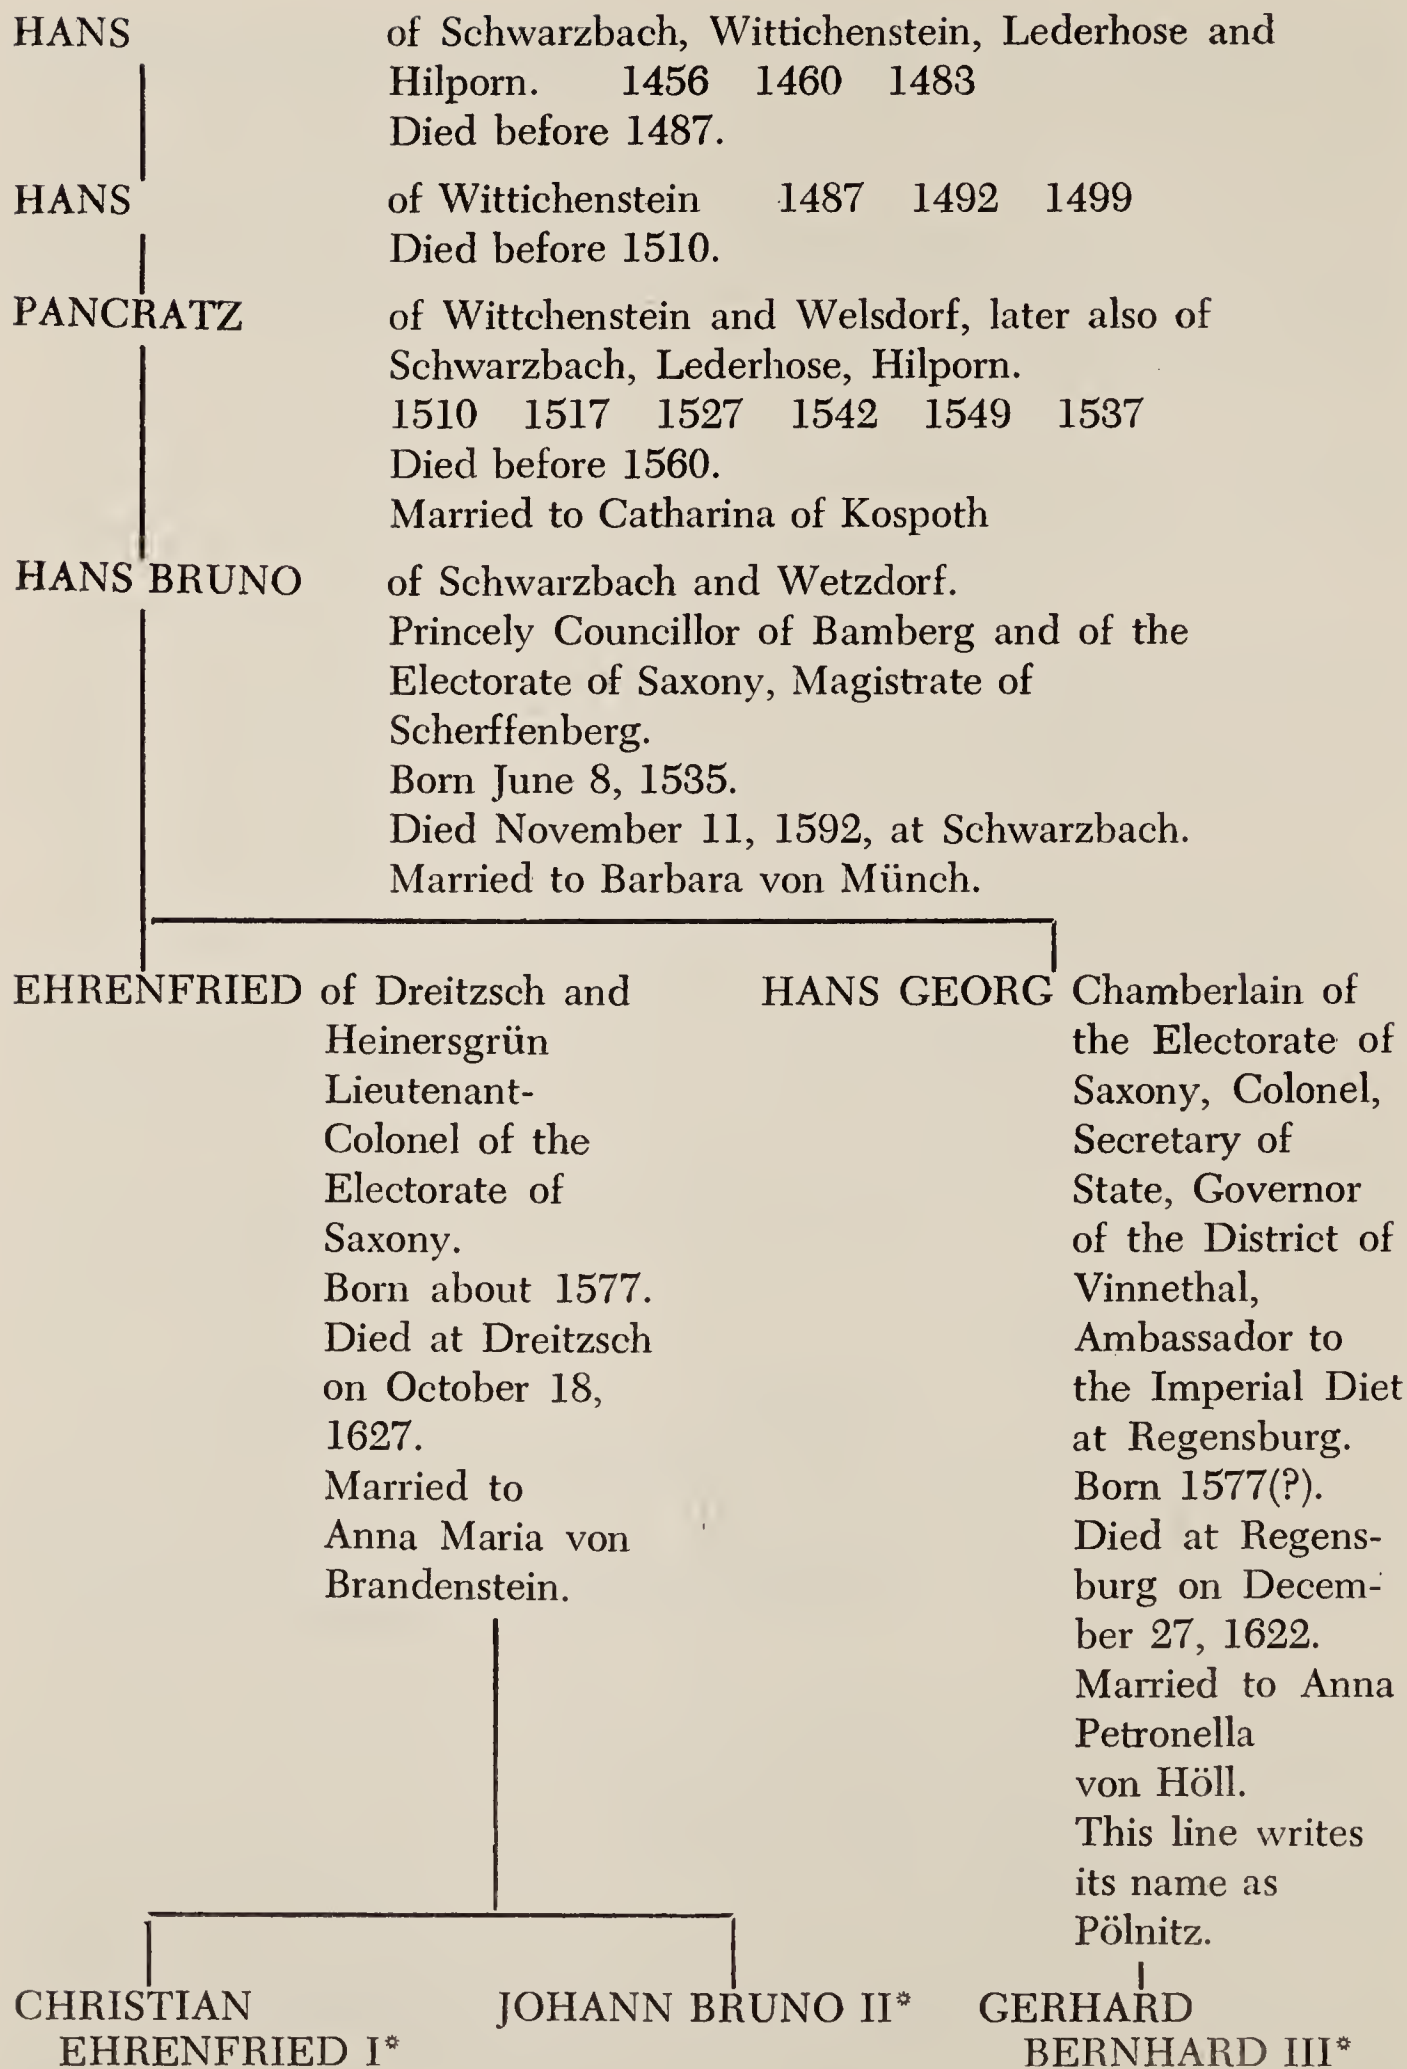 HANS of Schwarzbach, Wittichenstein, Lederhose and
Hilporn. 1456 1460 1483
Died before 1487.
HANS of Wittichenstein 1487 1492 1499
Died before 1510.
PANCRATZ of Wittchenstein and Welsdorf, later also of
Schwarzbach, Lederhose, Hilporn.
1510 1517 1527 1542 1549 1537
Died before 1560.
Married to Catharina of Kospoth
HANS BRUNO of Schwarzbach and Wetzdorf.
Princely Councillor of Bamberg and of the
Electorate of Saxony, Magistrate of
Scherffenberg.
Born June 8, 1535.
Died November 11, 1592, at Schwarzbach.
Married to Barbara von Münch.
EHRENFRIED of Dreitzsch and
Heinersgrün
Lieutenant-
Colonel of the
Electorate of
Saxony.
Born about 1577.
Died at Dreitzsch
on October 18,
1627.
Married to
Anna Maria von
Brandenstein.
HANS GEORG Chamberlain of
the Electorate of
Saxony, Colonel,
Secretary of
State, Governor
of the District of
Vinnethal,
Ambassador to
the Imperial Diet
at Regensburg.
Born 1577(?).
Died at Regens-
burg on Decem-
ber 27, 1622.
Married to Anna
Petronella
von Höll.
This line writes
its name as
Pölnitz.
CHRISTIAN
EHRENFRIED I*
JOHANN BRUNO II*
GERHARD
BERNHARD III*